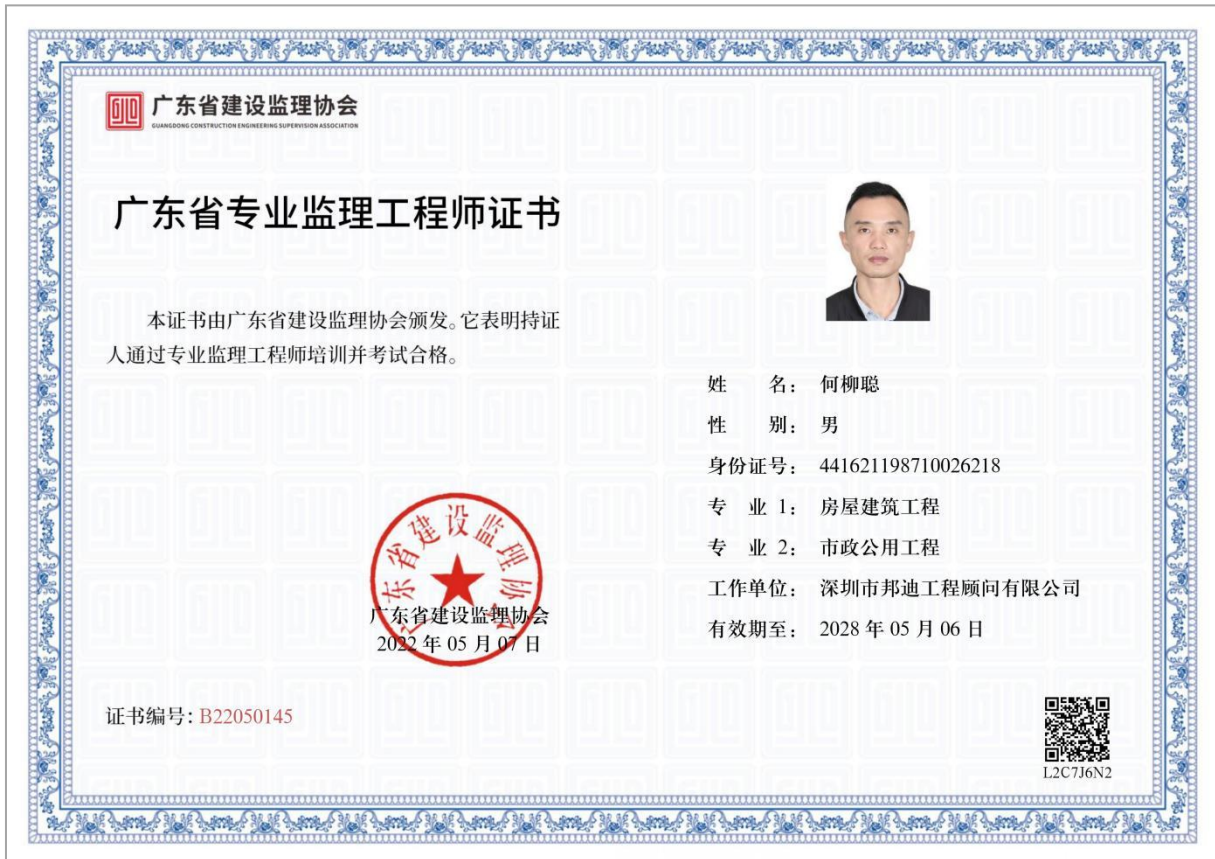 广东省建设监理协会
GUANGDONG CONSTRUCTION ENGINEERING SUPERVISION ASSOCIATION
广东省专业监理工程师证书
本证书由广东省建设监理协会颁发。它表明持证
人通过专业监理工程师培训并考试合格。
姓 名： 何柳聪
性 别： 男
身份证号： 441621198710026218
专 业 1： 房屋建筑工程
专 业 2： 市政公用工程
工作单位： 深圳市邦迪工程顾问有限公司
有效期至： 2028 年 05 月 06 日
广东省建设监理协会
广东省建设监理协会
2022 年 05 月 07 日
证书编号: B22050145
L2C7J6N2